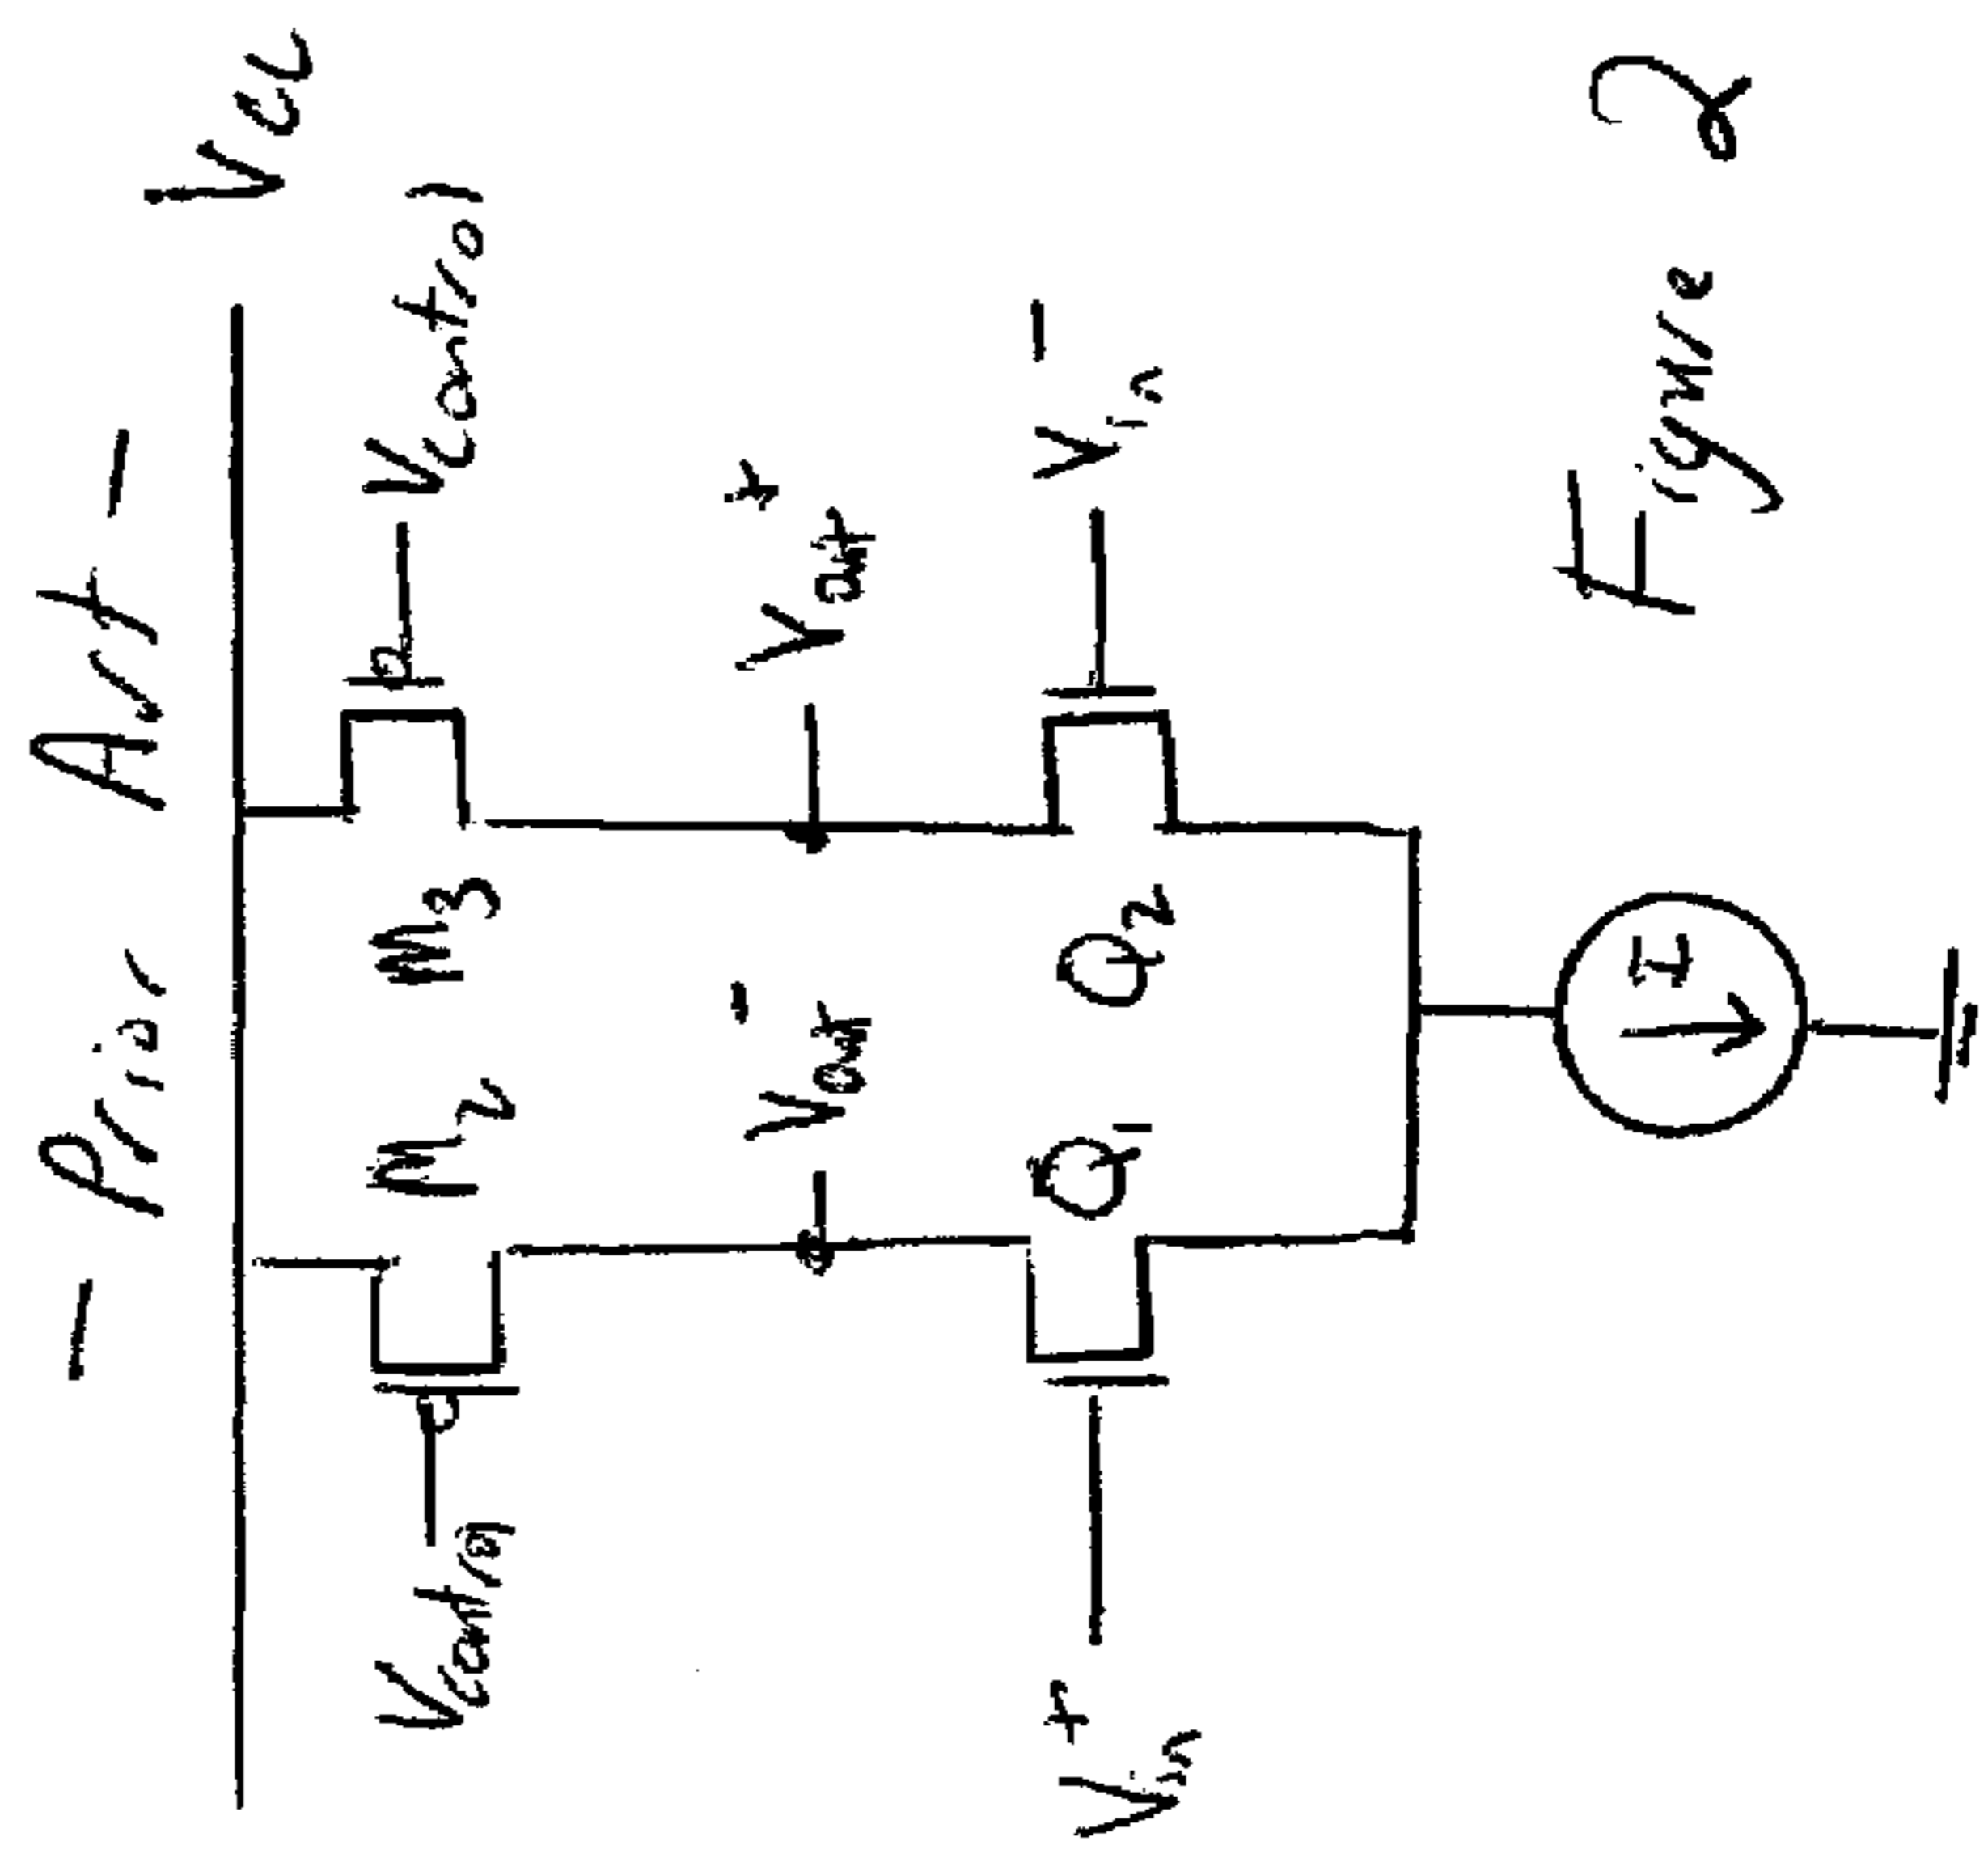 - Prior Art -
Vcc
Vcontrol M2 M3 Vcontrol
Vout- Vout+
Vin+ Q1 Q2 Vin-
Figure 2